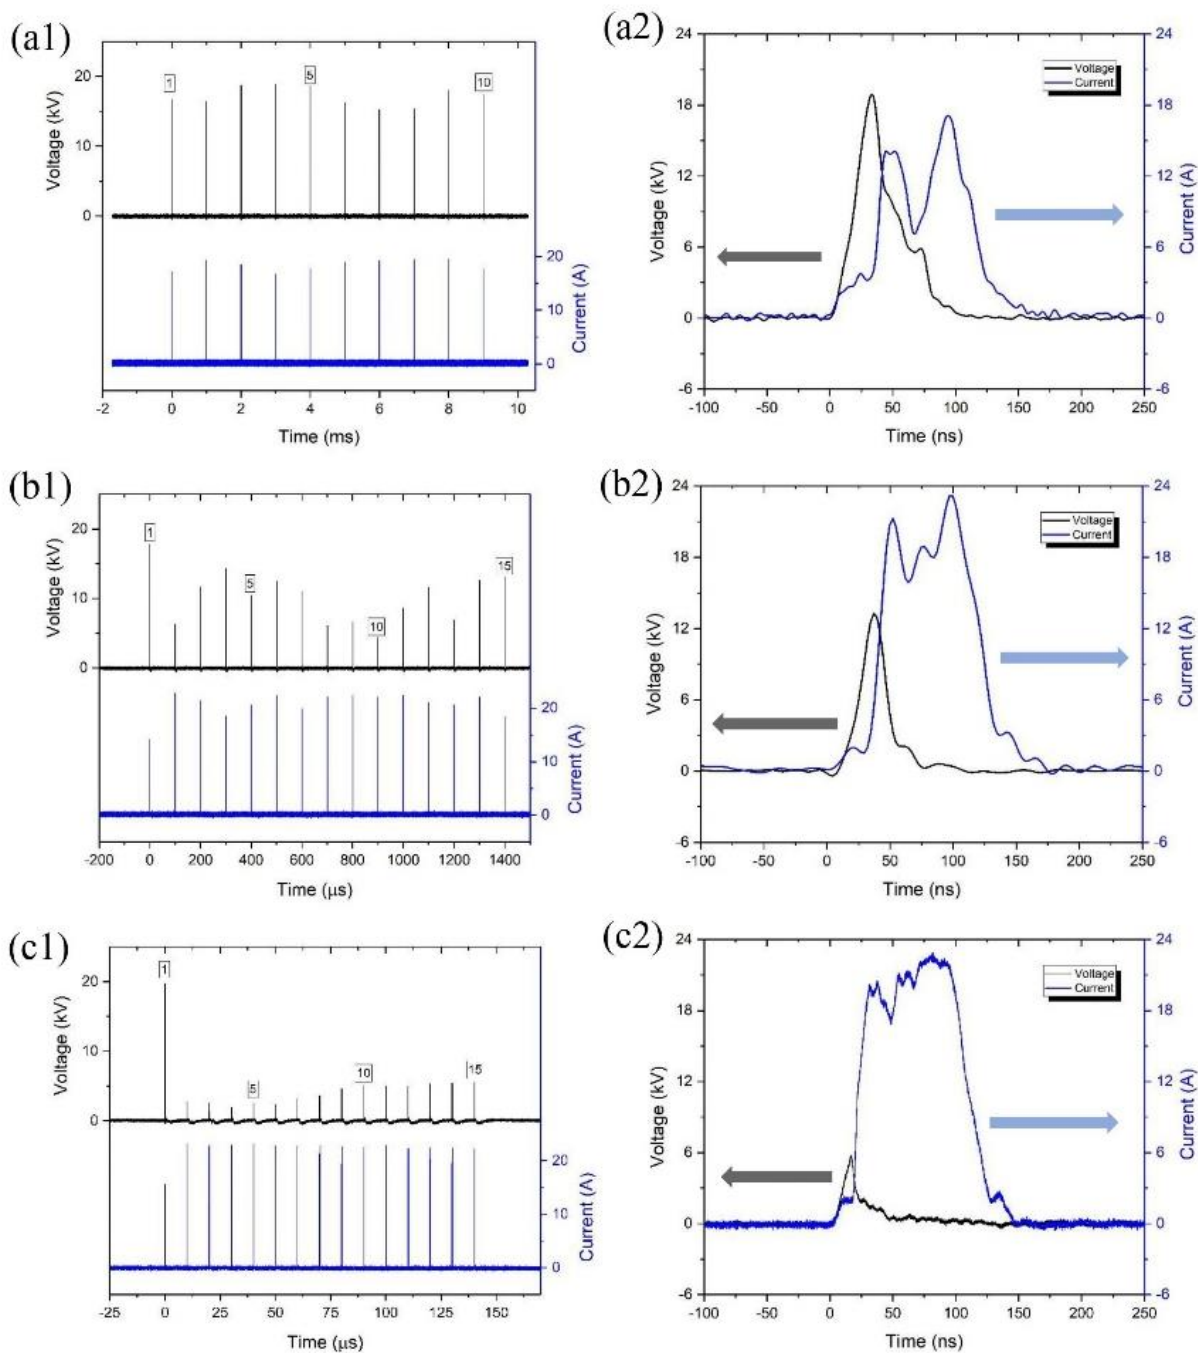 (a1)
20
10
0
Voltage (kV)
1
5
10
20
10
0
Current (A)
-2 0 2 4 6 8 10
Time (ms)
(a2)
24
18
12
6
0
-6
Voltage (kV)
Voltage
Current
24
18
12
6
0
-6
Current (A)
-100 -50 0 50 100 150 200 250
Time (ns)
(b1)
20
10
0
Voltage (kV)
1
5
10
15
20
10
0
Current (A)
-200 0 200 400 600 800 1000 1200 1400
Time (μs)
(b2)
24
18
12
6
0
-6
Voltage (kV)
Voltage
Current
24
18
12
6
0
-6
Current (A)
-100 -50 0 50 100 150 200 250
Time (ns)
(c1)
20
10
0
Voltage (kV)
1
5
10
15
20
10
0
Current (A)
-25 0 25 50 75 100 125 150
Time (μs)
(c2)
24
18
12
6
0
-6
Voltage (kV)
Voltage
Current
24
18
12
6
0
-6
Current (A)
-100 -50 0 50 100 150 200 250
Time (ns)